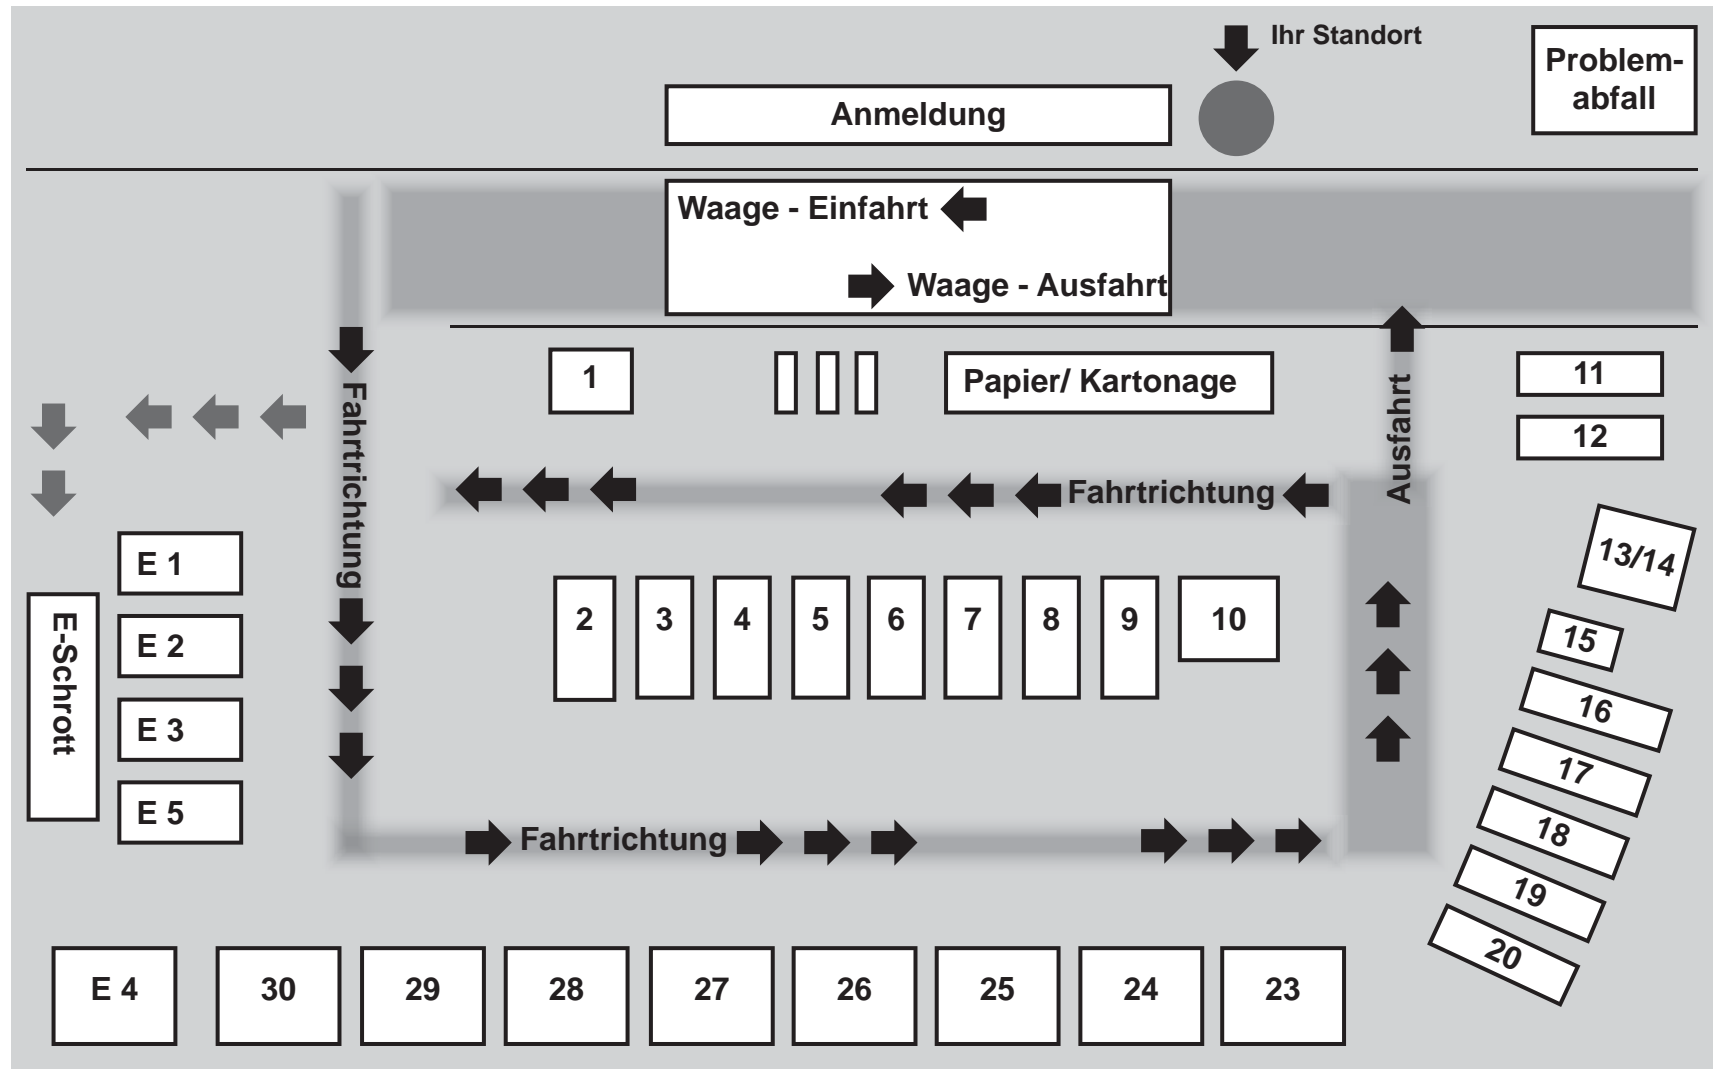 Ihr Standort
Problem-
abfall
Anmeldung
Waage - Einfahrt
Waage - Ausfahrt
1
Papier/ Kartonage
11
12
Fahrtrichtung
Ausfahrt
Fahrtrichtung
13/14
E 1
E 2
E 3
E 5
E-Schrott
2
3
4
5
6
7
8
9
10
15
16
17
18
19
20
Fahrtrichtung
E 4
30
29
28
27
26
25
24
23